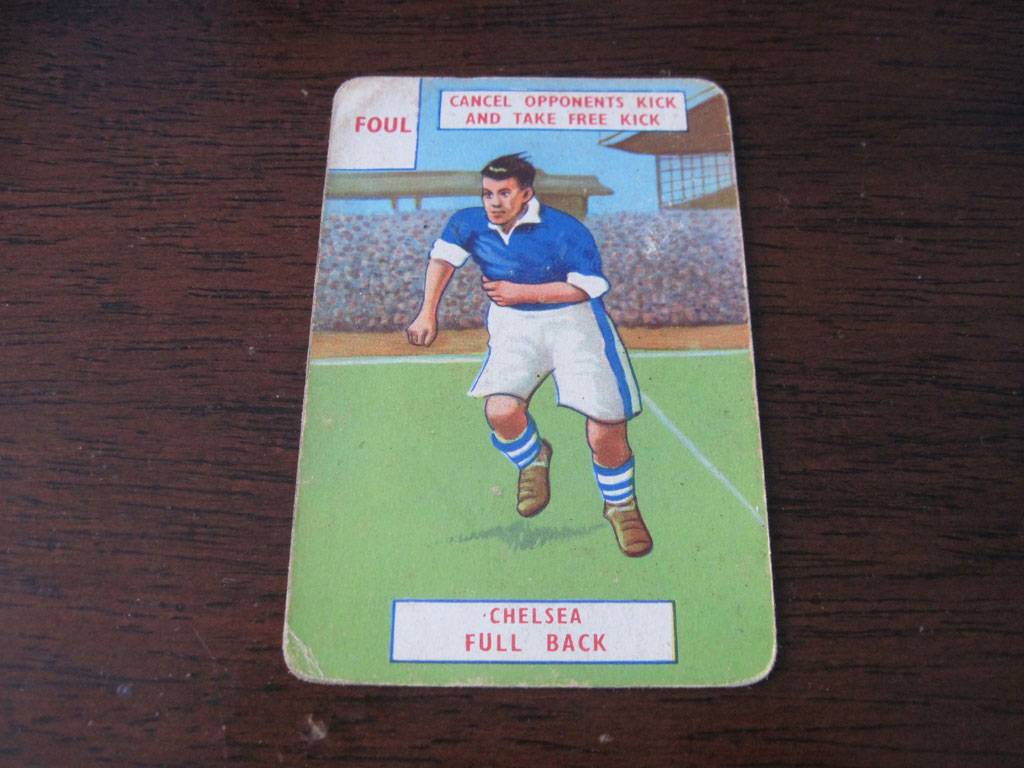 FOUL
CANCEL OPPONENTS KICK
AND TAKE FREE KICK
CHELSEA
FULL BACK